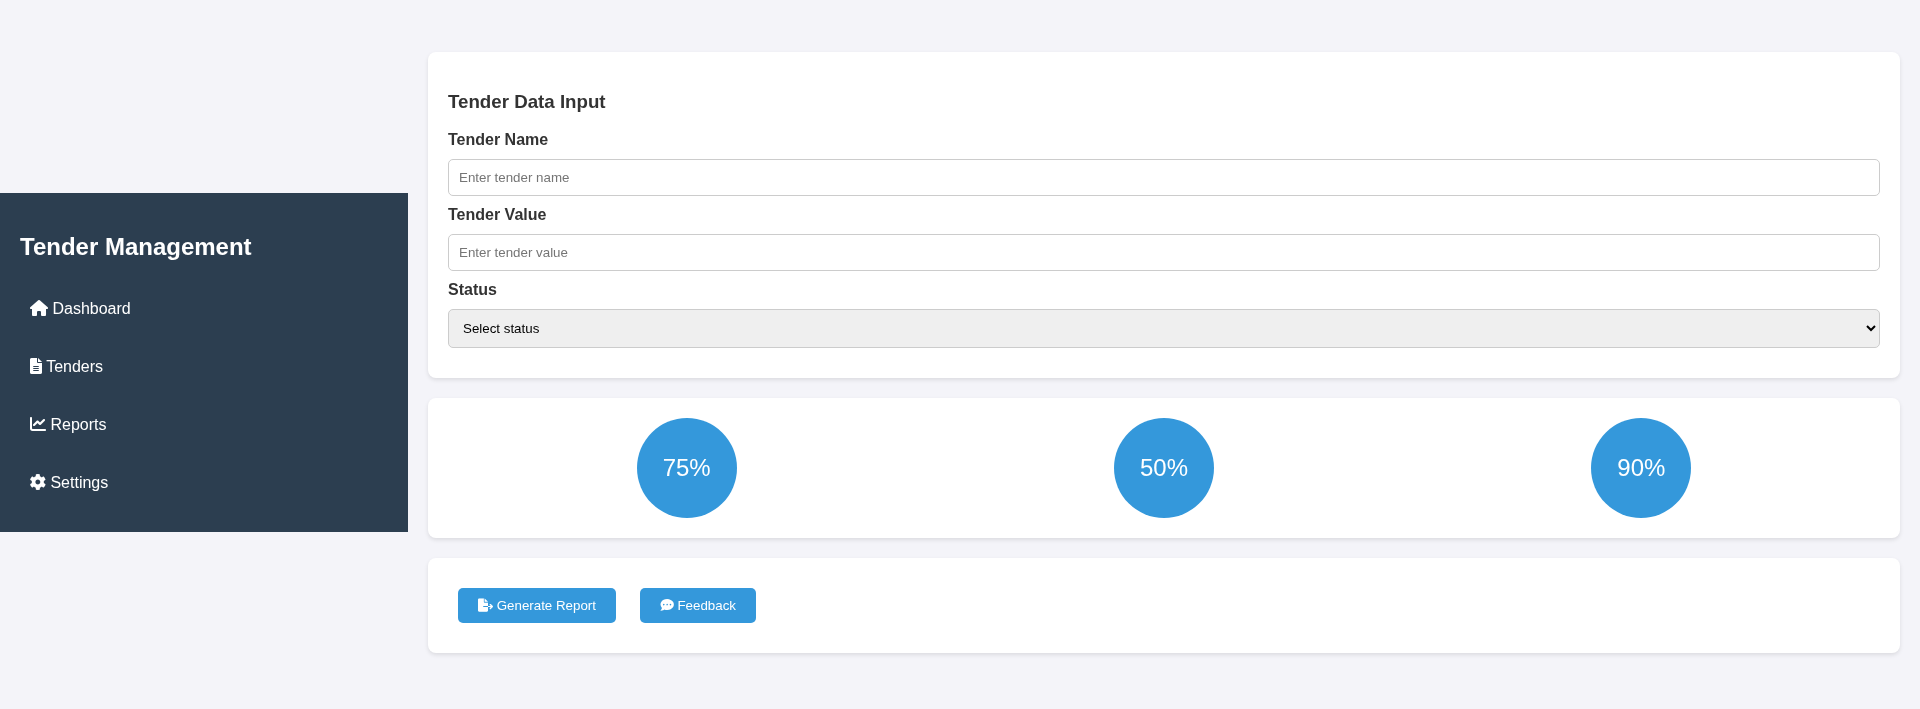 Tender Management
Dashboard
Tenders
Reports
Settings
Tender Data Input
Tender Name
Enter tender name
Tender Value
Enter tender value
Status
Select status
75% 50% 90%
Generate Report Feedback